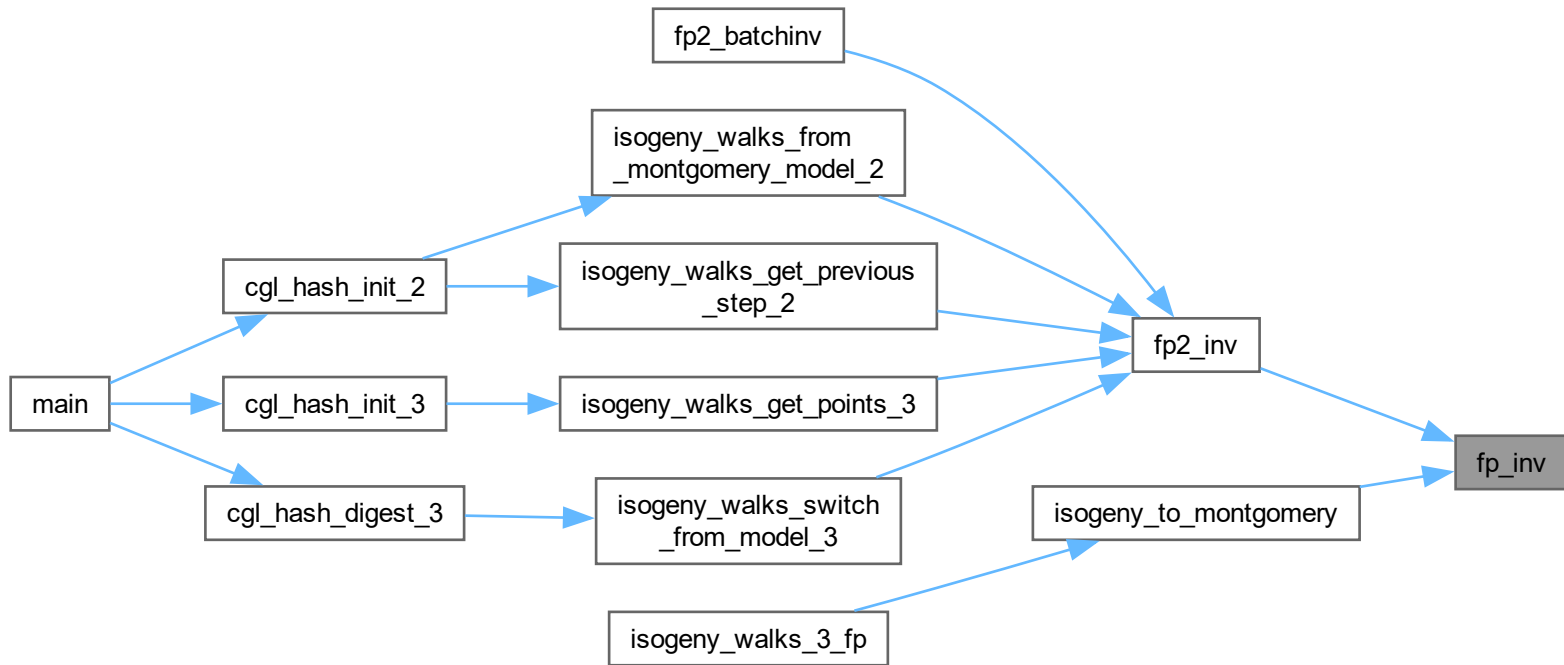 fp2_batchinv
isogeny_walks_from
_montgomery_model_2
cgl_hash_init_2
isogeny_walks_get_previous
_step_2
fp2_inv
main
cgl_hash_init_3
isogeny_walks_get_points_3
fp_inv
cgl_hash_digest_3
isogeny_walks_switch
_from_model_3
isogeny_to_montgomery
isogeny_walks_3_fp